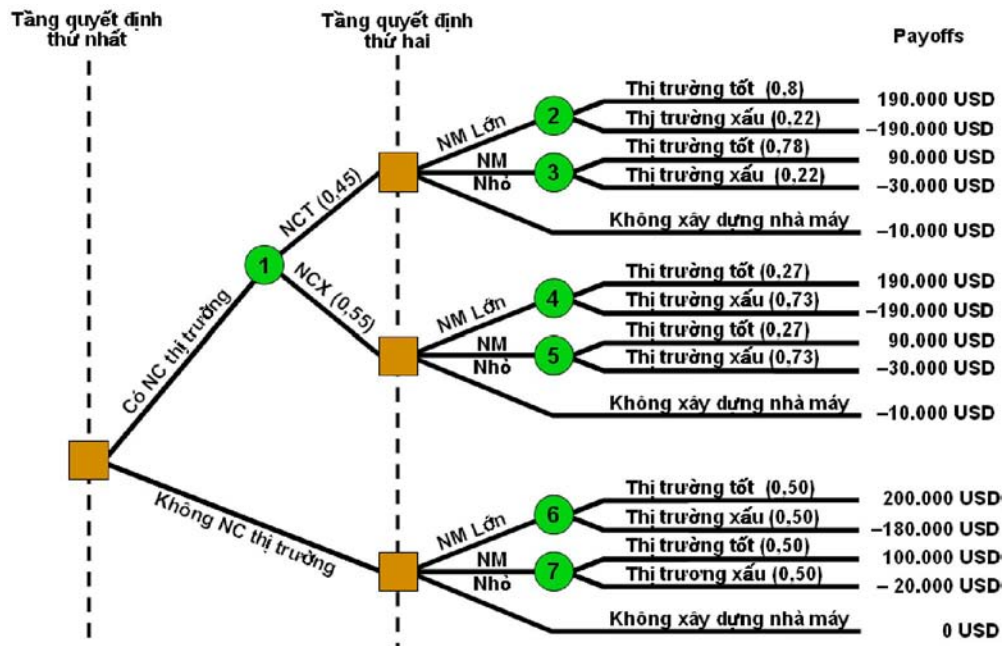 Tầng quyết định
thứ nhất
Tầng quyết định
thứ hai
Payoffs
Thị trường tốt (0,8)
190.000 USD
NM Lớn
2
Thị trường xấu (0,22)
–190.000 USD
Thị trường tốt (0,78)
90.000 USD
NM
Nhỏ
3
Thị trường xấu (0,22)
–30.000 USD
NCT (0,45)
Không xây dựng nhà máy
–10.000 USD
1
NCX (0,55)
Thị trường tốt (0,27)
190.000 USD
NM Lớn
4
Thị trường xấu (0,73)
–190.000 USD
NM
Nhỏ
5
Thị trường tốt (0,27)
90.000 USD
Thị trường xấu (0,73)
–30.000 USD
Có NC thị trường
Không xây dựng nhà máy
–10.000 USD
Không NC thị trường
Thị trường tốt (0,50)
200.000 USD
NM Lớn
6
Thị trường xấu (0,50)
–180.000 USD
NM
Nhỏ
7
Thị trường tốt (0,50)
100.000 USD
Thị trương xấu (0,50)
– 20.000 USD
Không xây dựng nhà máy
0 USD